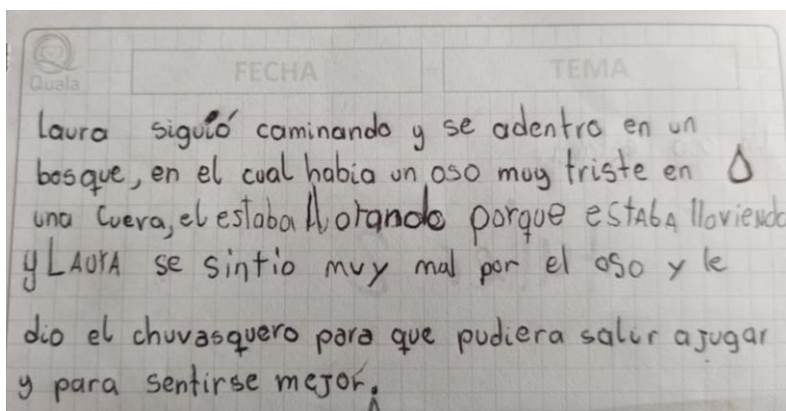 Quala
FECHA TEMA
Laura siguió caminando y se adentro en un
bosque, en el cual habia un oso muy triste en
una Cueva, el estaba llorando porque estAbA lloviendo
y LAurA se sintio muy mal por el oso y le
dio el chuvasquero para que pudiera salir a jugar
y para sentirse mejor.